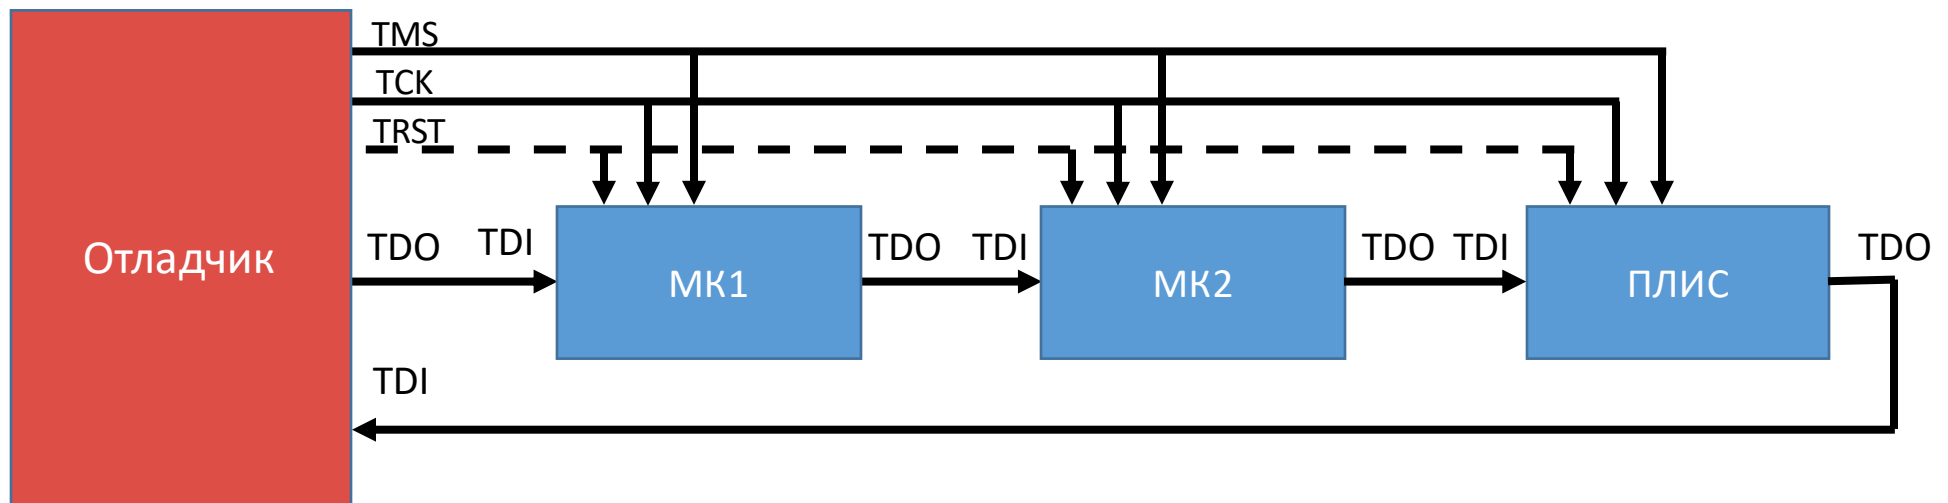 TMS
TCK
TRST
Отладчик
TDO TDI
МК1
TDO TDI
МК2
TDO TDI
ПЛИС
TDO
TDI